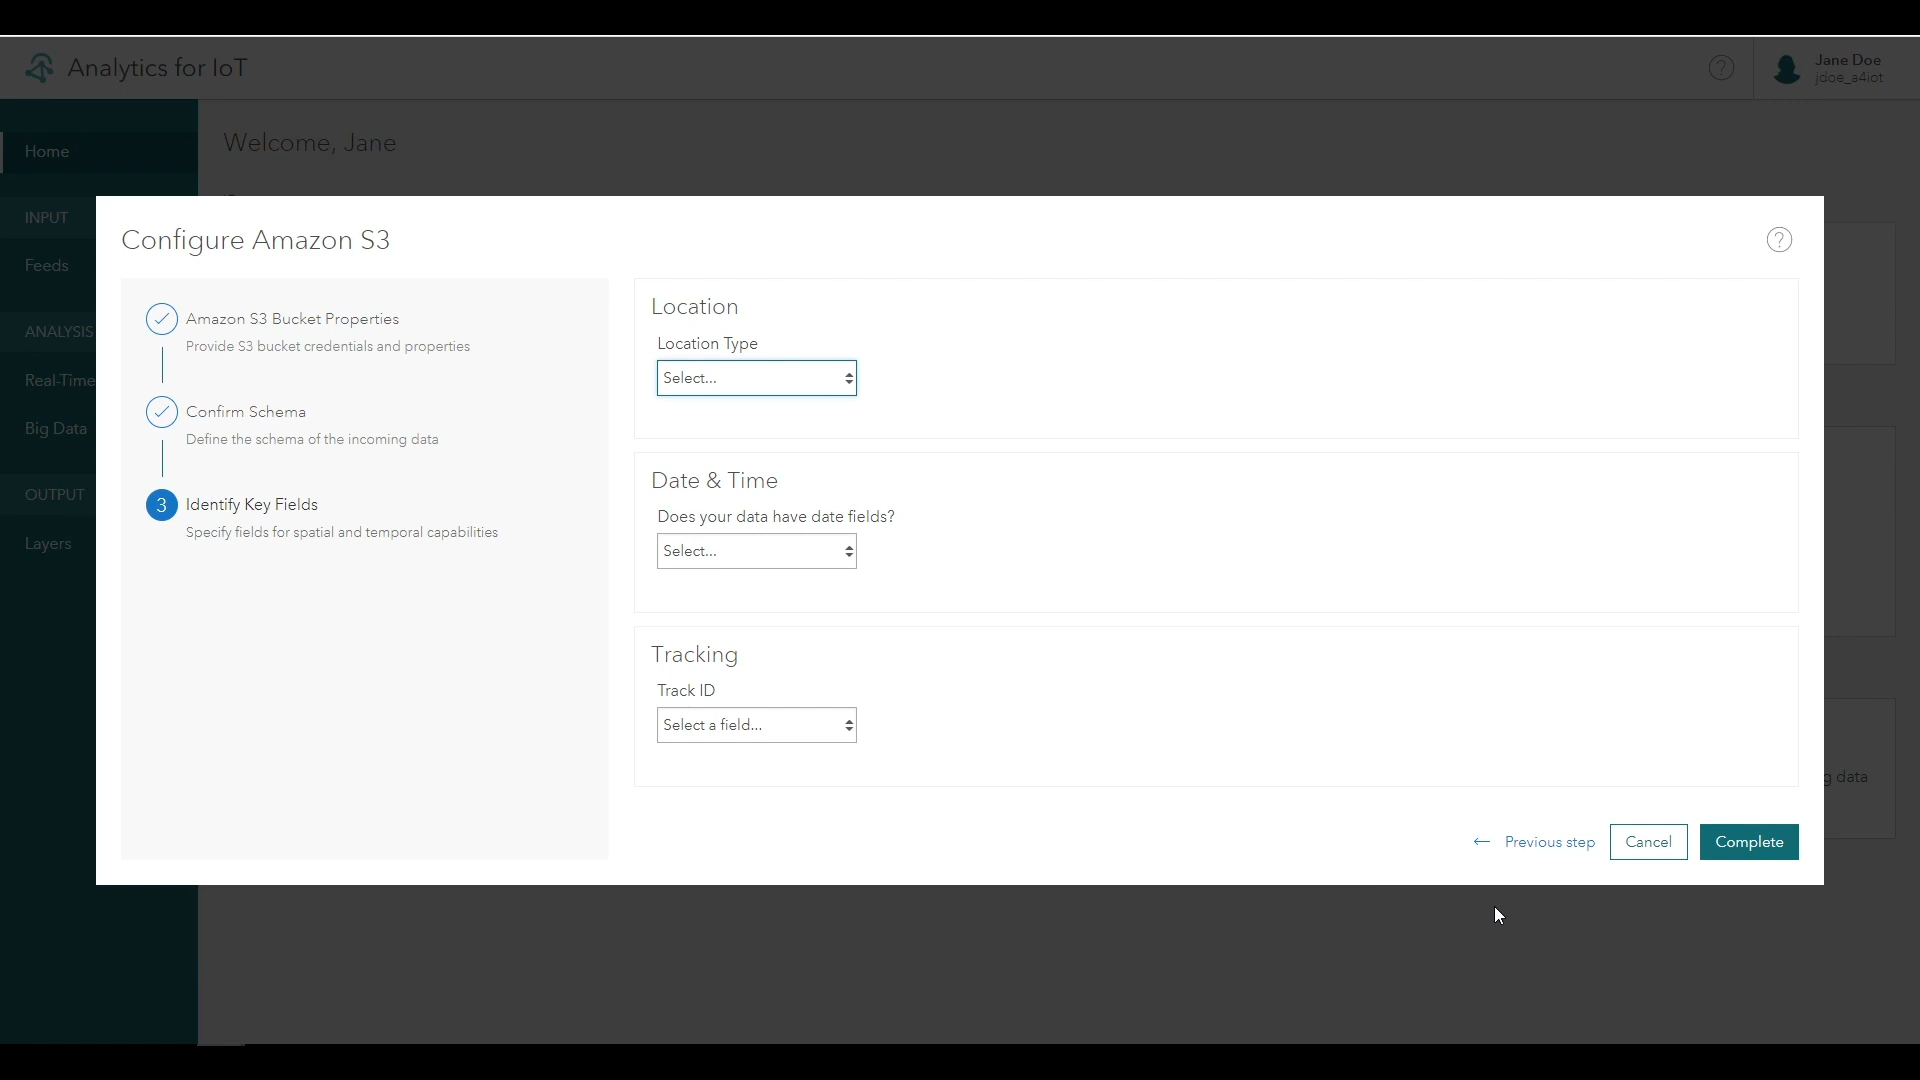 Analytics for IoT
?
Jane Doe
jdoe_a4iot
Home
Welcome, Jane
INPUT
Feeds
ANALYSIS
Real-Time
Big Data
OUTPUT
Layers
Configure Amazon S3
?
Amazon S3 Bucket Properties
Provide S3 bucket credentials and properties
Confirm Schema
Define the schema of the incoming data
3 Identify Key Fields
Specify fields for spatial and temporal capabilities
Location
Location Type
Select...
Date & Time
Does your data have date fields?
Select...
Tracking
Track ID
Select a field...
data
← Previous step
Cancel
Complete